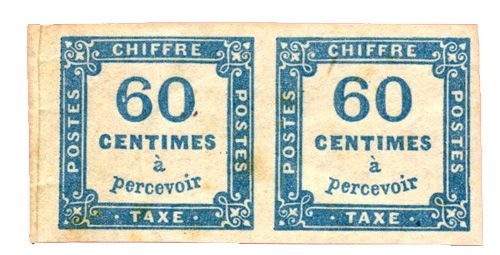 CHIFFRE
POSTES
60
CENTIMES
à
percevoir
POSTES
· TAXE ·
CHIFFRE
POSTES
60
CENTIMES
à
percevoir
POSTES
· TAXE ·